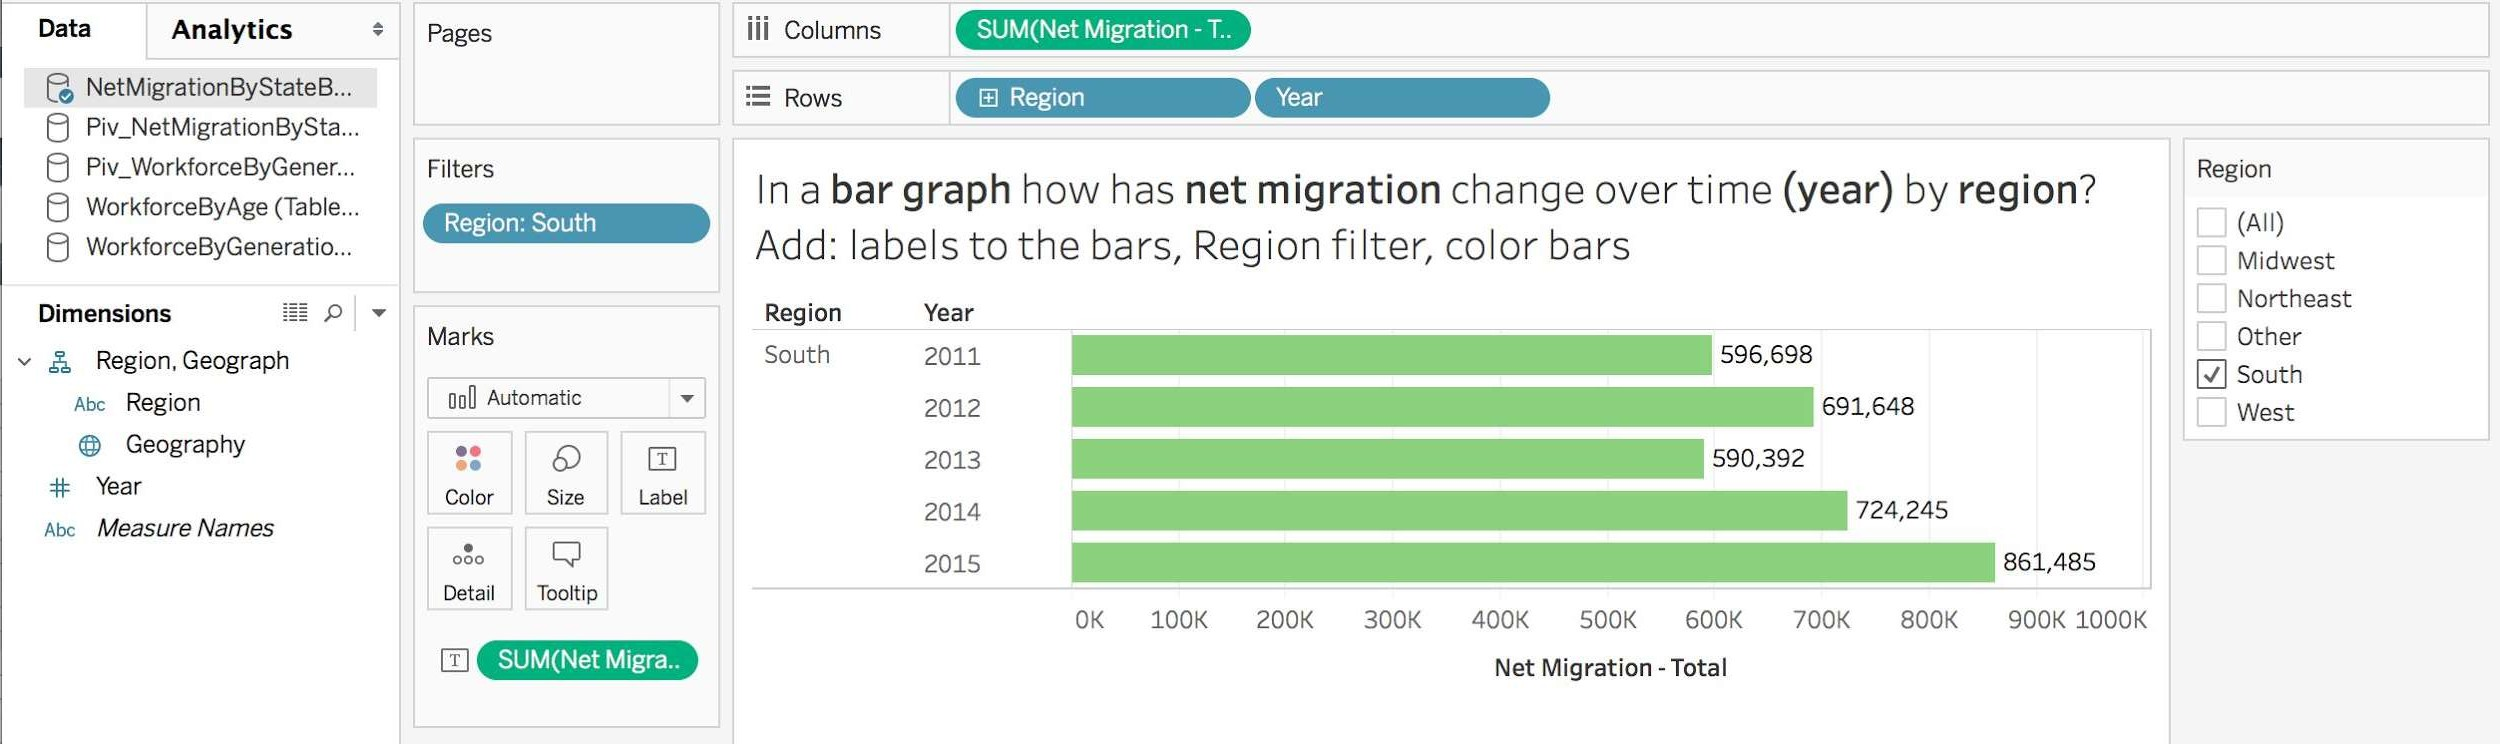 Data
Analytics
NetMigrationByStateB...
Piv_NetMigrationBySta...
Piv_WorkforceByGener...
WorkforceByAge (Table...
WorkforceByGeneratio...
Dimensions
Region, Geograph
Abc Region
Geography
Year
Abc Measure Names
Pages
Filters
Region: South
Marks
Automatic
Color
Size
T
Label
Detail
Tooltip
T SUM(Net Migra..
Columns SUM(Net Migration - T..
Rows Region Year
In a bar graph how has net migration change over time (year) by region?
Add: labels to the bars, Region filter, color bars
Region Year
South 2011 596,698
2012 691,648
2013 590,392
2014 724,245
2015 861,485
0K 100K 200K 300K 400K 500K 600K 700K 800K 900K 1000K
Net Migration - Total
Region
(All)
Midwest
Northeast
Other
South
West